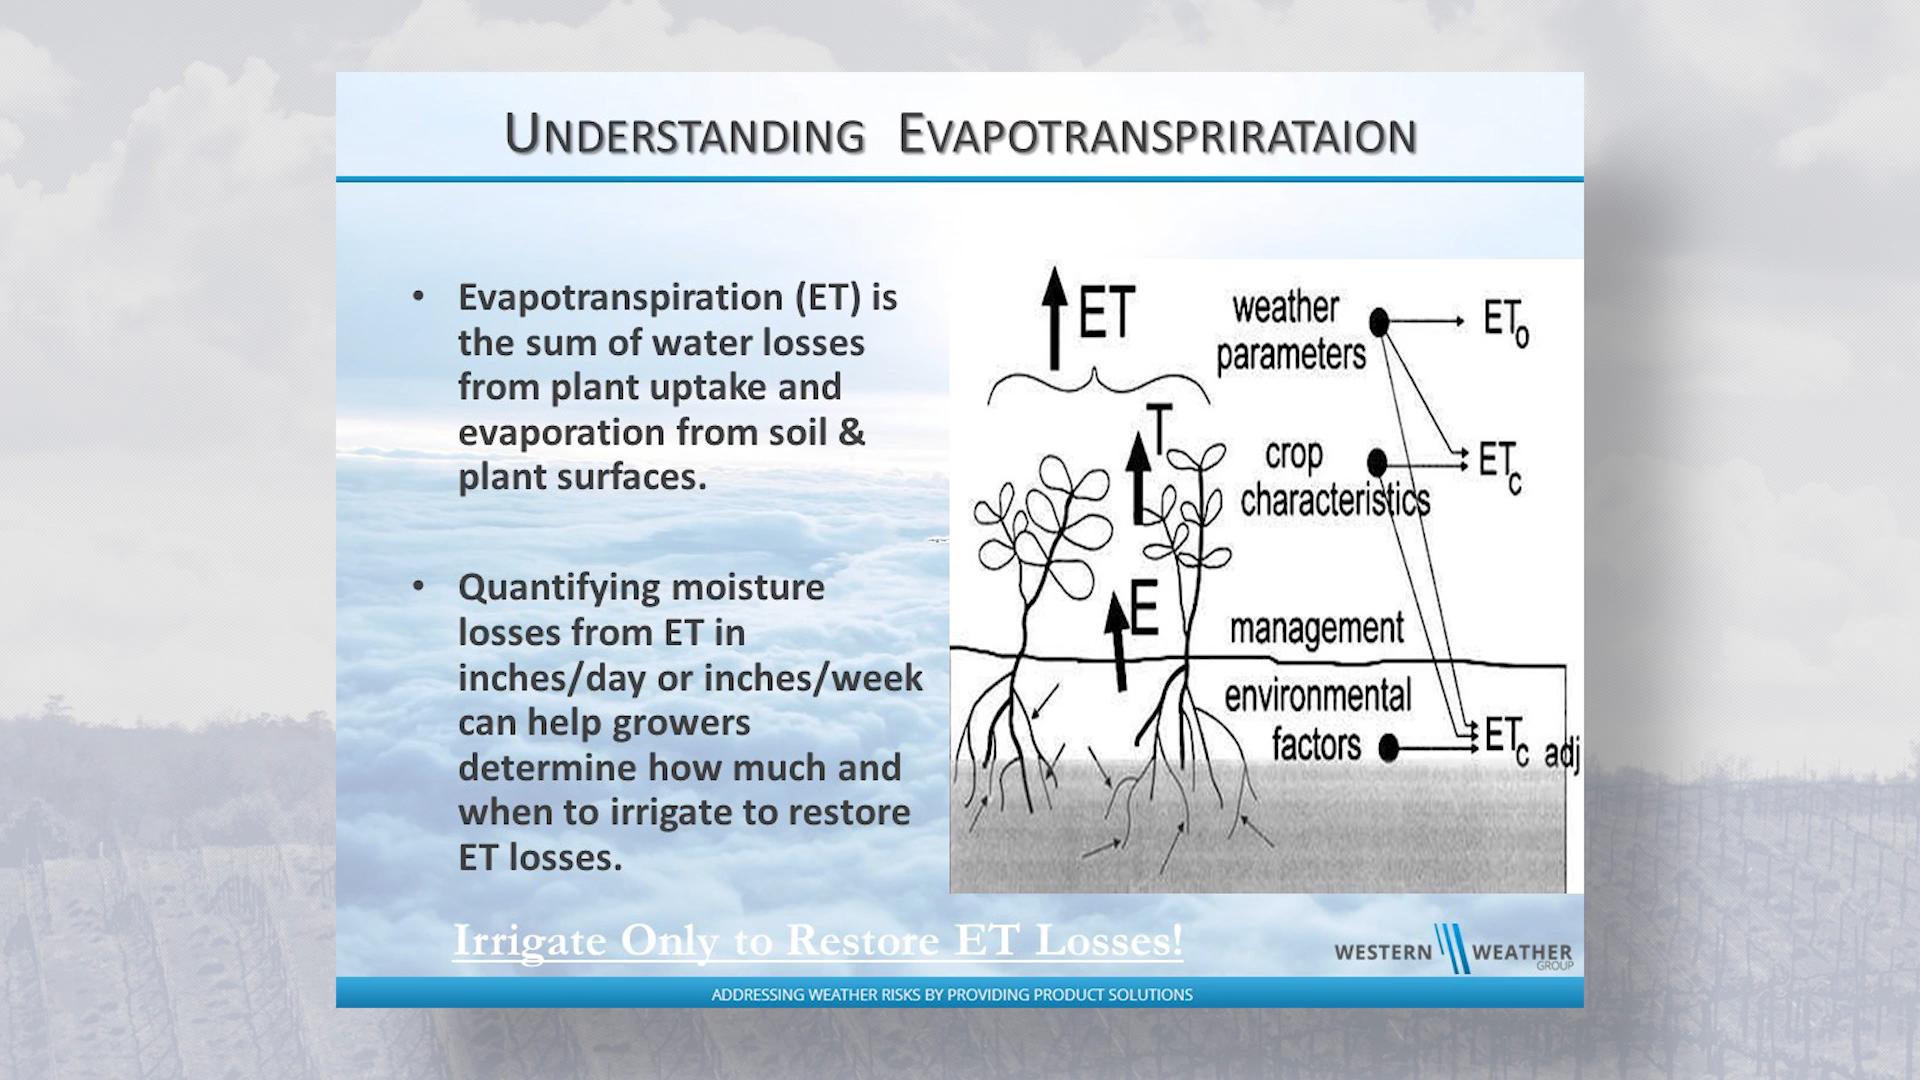 UNDERSTANDING EVAPOTRANSPRIRATAION
• Evapotranspiration (ET) is
the sum of water losses
from plant uptake and
evaporation from soil &
plant surfaces.
• Quantifying moisture
losses from ET in
inches/day or inches/week
can help growers
determine how much and
when to irrigate to restore
ET losses.
ET
T
E
weather
parameters
ETo
crop
characteristics
ETc
management
environmental
factors
ETc adj
Irrigate Only to Restore ET Losses!
WESTERN WEATHER
GROUP
ADDRESSING WEATHER RISKS BY PROVIDING PRODUCT SOLUTIONS